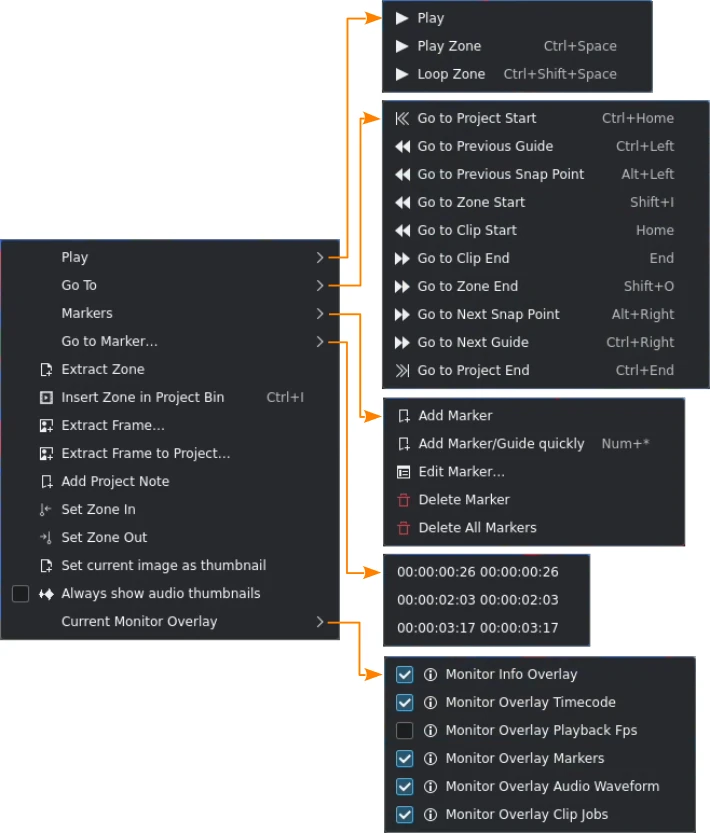 Play
Go To
Markers
Go to Marker...
Extract Zone
Insert Zone in Project Bin Ctrl+I
Extract Frame...
Extract Frame to Project...
Add Project Note
Set Zone In
Set Zone Out
Set current image as thumbnail
Always show audio thumbnails
Current Monitor Overlay
Play
Play Zone Ctrl+Space
Loop Zone Ctrl+Shift+Space
Go to Project Start Ctrl+Home
Go to Previous Guide Ctrl+Left
Go to Previous Snap Point Alt+Left
Go to Zone Start Shift+I
Go to Clip Start Home
Go to Clip End End
Go to Zone End Shift+O
Go to Next Snap Point Alt+Right
Go to Next Guide Ctrl+Right
Go to Project End Ctrl+End
Add Marker
Add Marker/Guide quickly Num+*
Edit Marker...
Delete Marker
Delete All Markers
00:00:00:26 00:00:00:26
00:00:02:03 00:00:02:03
00:00:03:17 00:00:03:17
Monitor Info Overlay
Monitor Overlay Timecode
Monitor Overlay Playback Fps
Monitor Overlay Markers
Monitor Overlay Audio Waveform
Monitor Overlay Clip Jobs